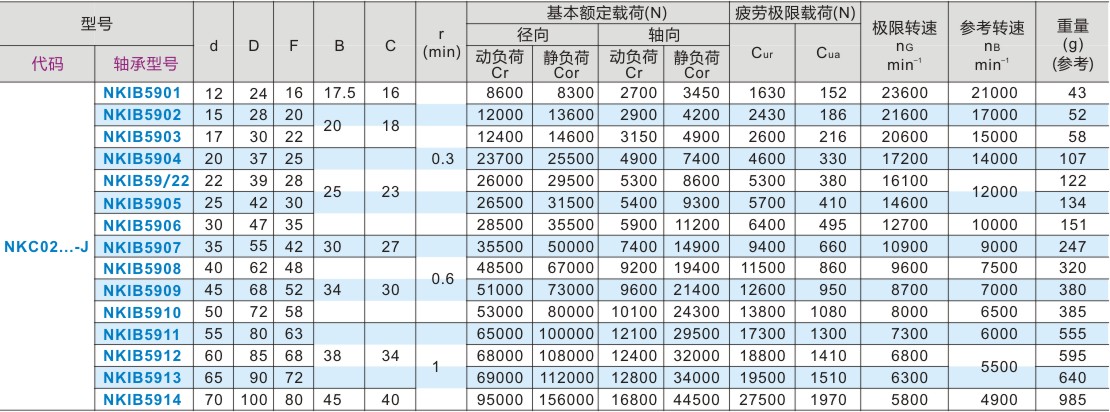 型号 d D F B C r (min) 基本额定载荷(N) 疲劳极限载荷(N) 极限转速 nG min⁻¹ 参考转速 nB min⁻¹ 重量 (g) (参考)
代码 轴承型号 径向 轴向 Cur Cua
动负荷 Cr 静负荷 Cor 动负荷 Cr 静负荷 Cor
NKIB5901 12 24 16 17.5 16 8600 8300 2700 3450 1630 152 23600 21000 43
NKIB5902 15 28 20 20 18 12000 13600 2900 4200 2430 186 21600 17000 52
NKIB5903 17 30 22 12400 14600 3150 4900 2600 216 20600 15000 58
NKIB5904 20 37 25 0.3 23700 25500 4900 7400 4600 330 17200 14000 107
NKIB59/22 22 39 28 25 23 26000 29500 5300 8600 5300 380 16100 12000 122
NKIB5905 25 42 30 26500 31500 5400 9300 5700 410 14600 134
NKIB5906 30 47 35 28500 35500 5900 11200 6400 495 12700 10000 151
NKC02...-J NKIB5907 35 55 42 30 27 35500 50000 7400 14900 9400 660 10900 9000 247
NKIB5908 40 62 48 0.6 48500 67000 9200 19400 11500 860 9600 7500 320
NKIB5909 45 68 52 34 30 51000 73000 9600 21400 12600 950 8700 7000 380
NKIB5910 50 72 58 53000 80000 10100 24300 13800 1080 8000 6500 385
NKIB5911 55 80 63 65000 100000 12100 29500 17300 1300 7300 6000 555
NKIB5912 60 85 68 38 34 1 68000 108000 12400 32000 18800 1410 6800 5500 595
NKIB5913 65 90 72 69000 112000 12800 34000 19500 1510 6300 640
NKIB5914 70 100 80 45 40 95000 156000 16800 44500 27500 1970 5800 4900 985